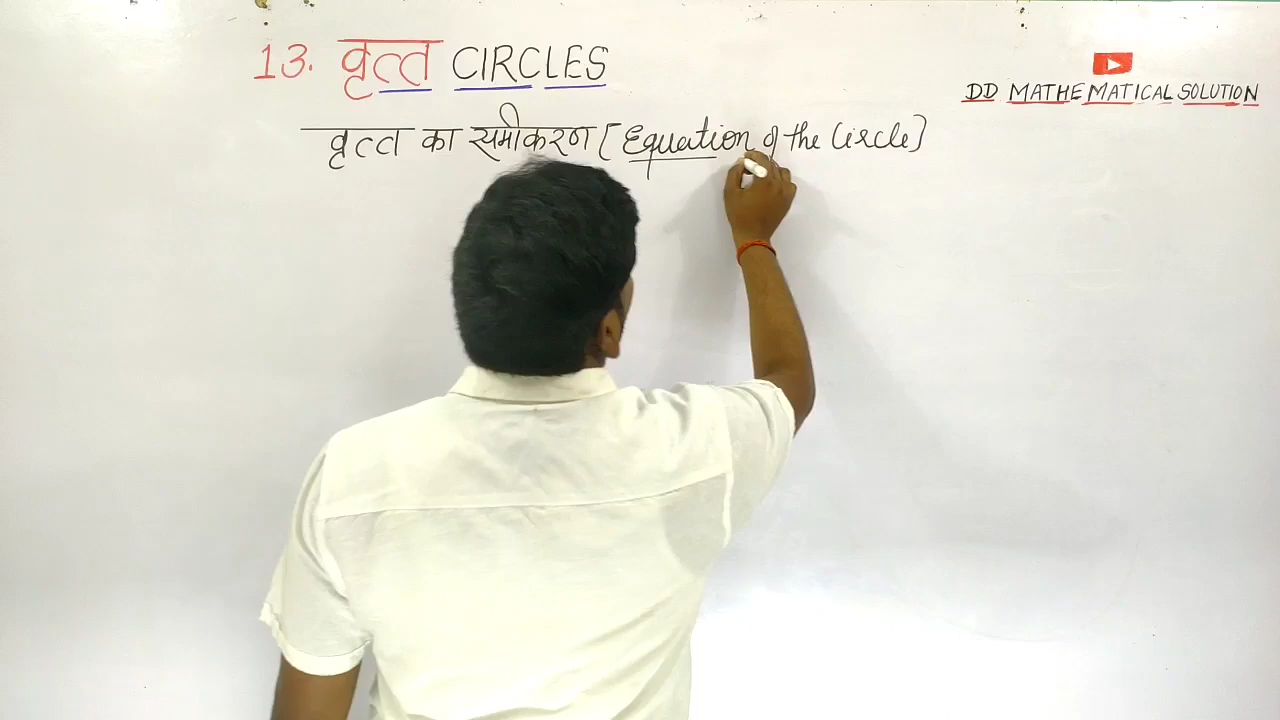 13. वृत्त CIRCLES
DD MATHEMATICAL SOLUTION
वृत्त का समीकरण [Equation of the Circle]